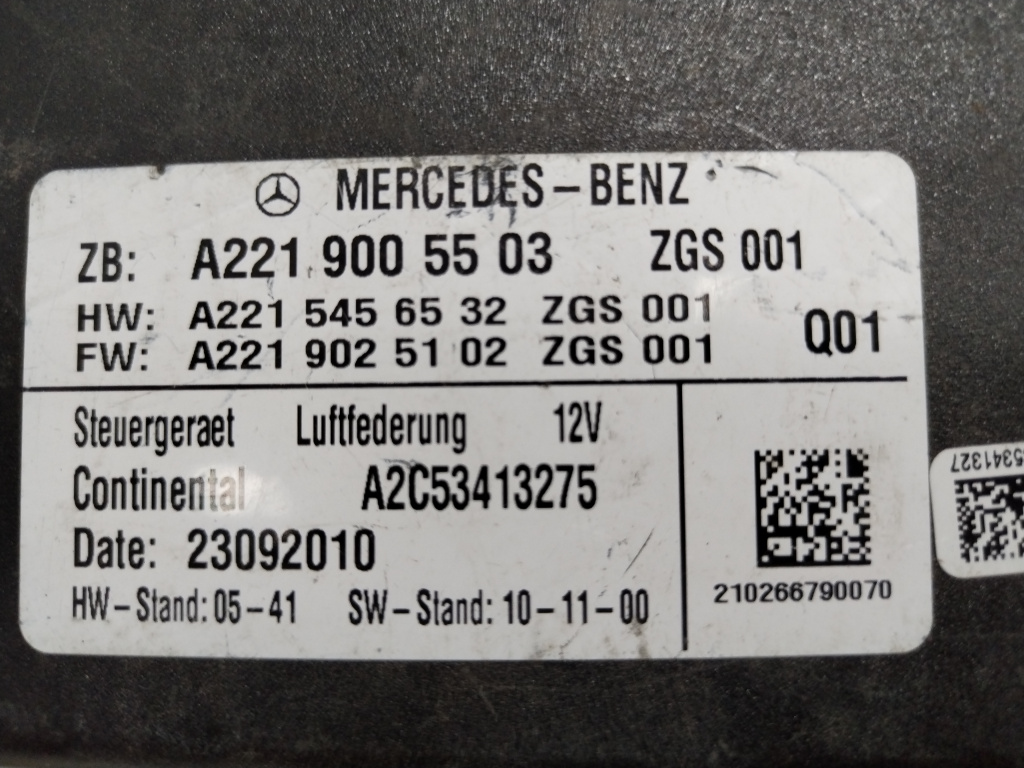 MERCEDES-BENZ
ZB: A221 900 55 03 ZGS 001
HW: A221 545 65 32 ZGS 001
FW: A221 902 51 02 ZGS 001
Q01
Steuergeraet Luftfederung 12V
Continental A2C53413275
Date: 23092010
HW-Stand: 05-41 SW-Stand: 10-11-00
210266790070
5341327